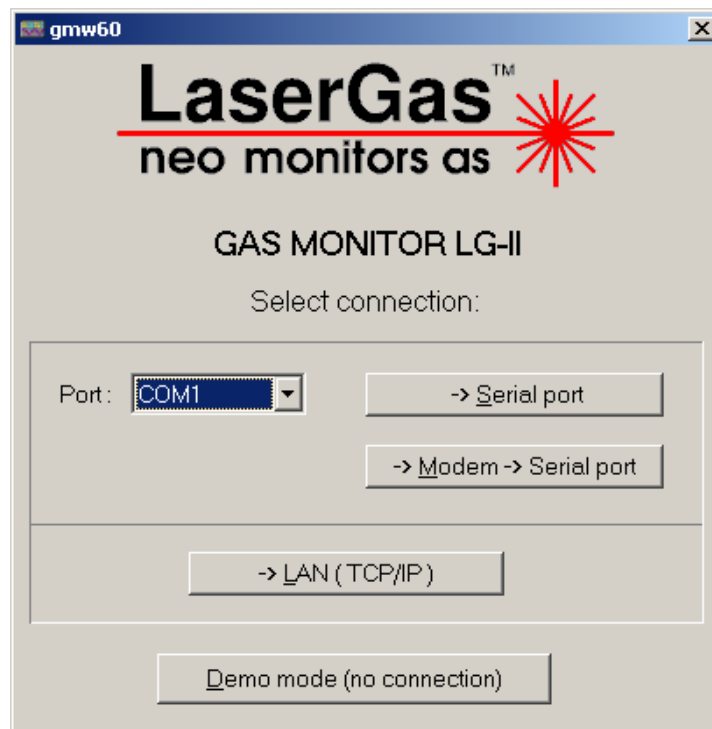 gmw60
LaserGas™
neo monitors as
GAS MONITOR LG-II
Select connection:
Port: COM1 -> Serial port
-> Modem -> Serial port
-> LAN ( TCP/IP )
Demo mode (no connection)